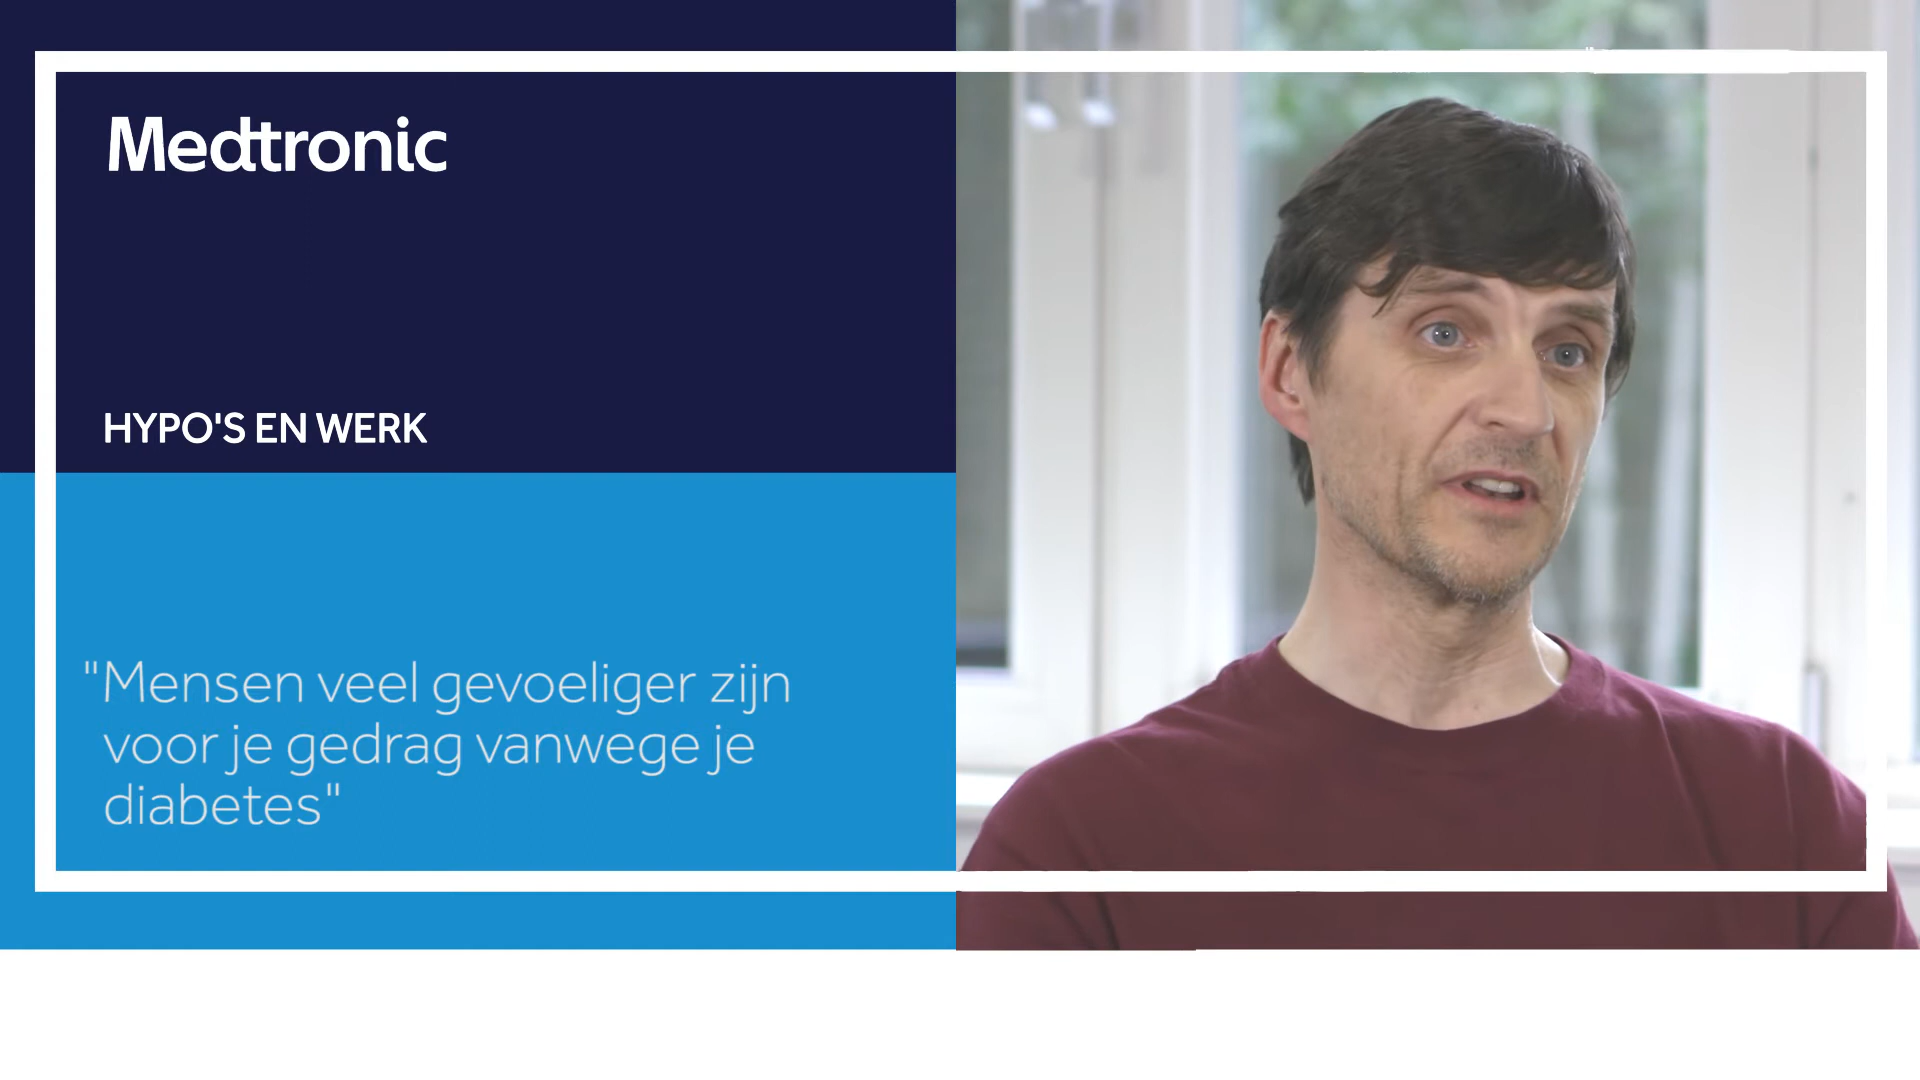 Medtronic
HYPO'S EN WERK
"Mensen veel gevoeliger zijn
voor je gedrag vanwege je
diabetes"